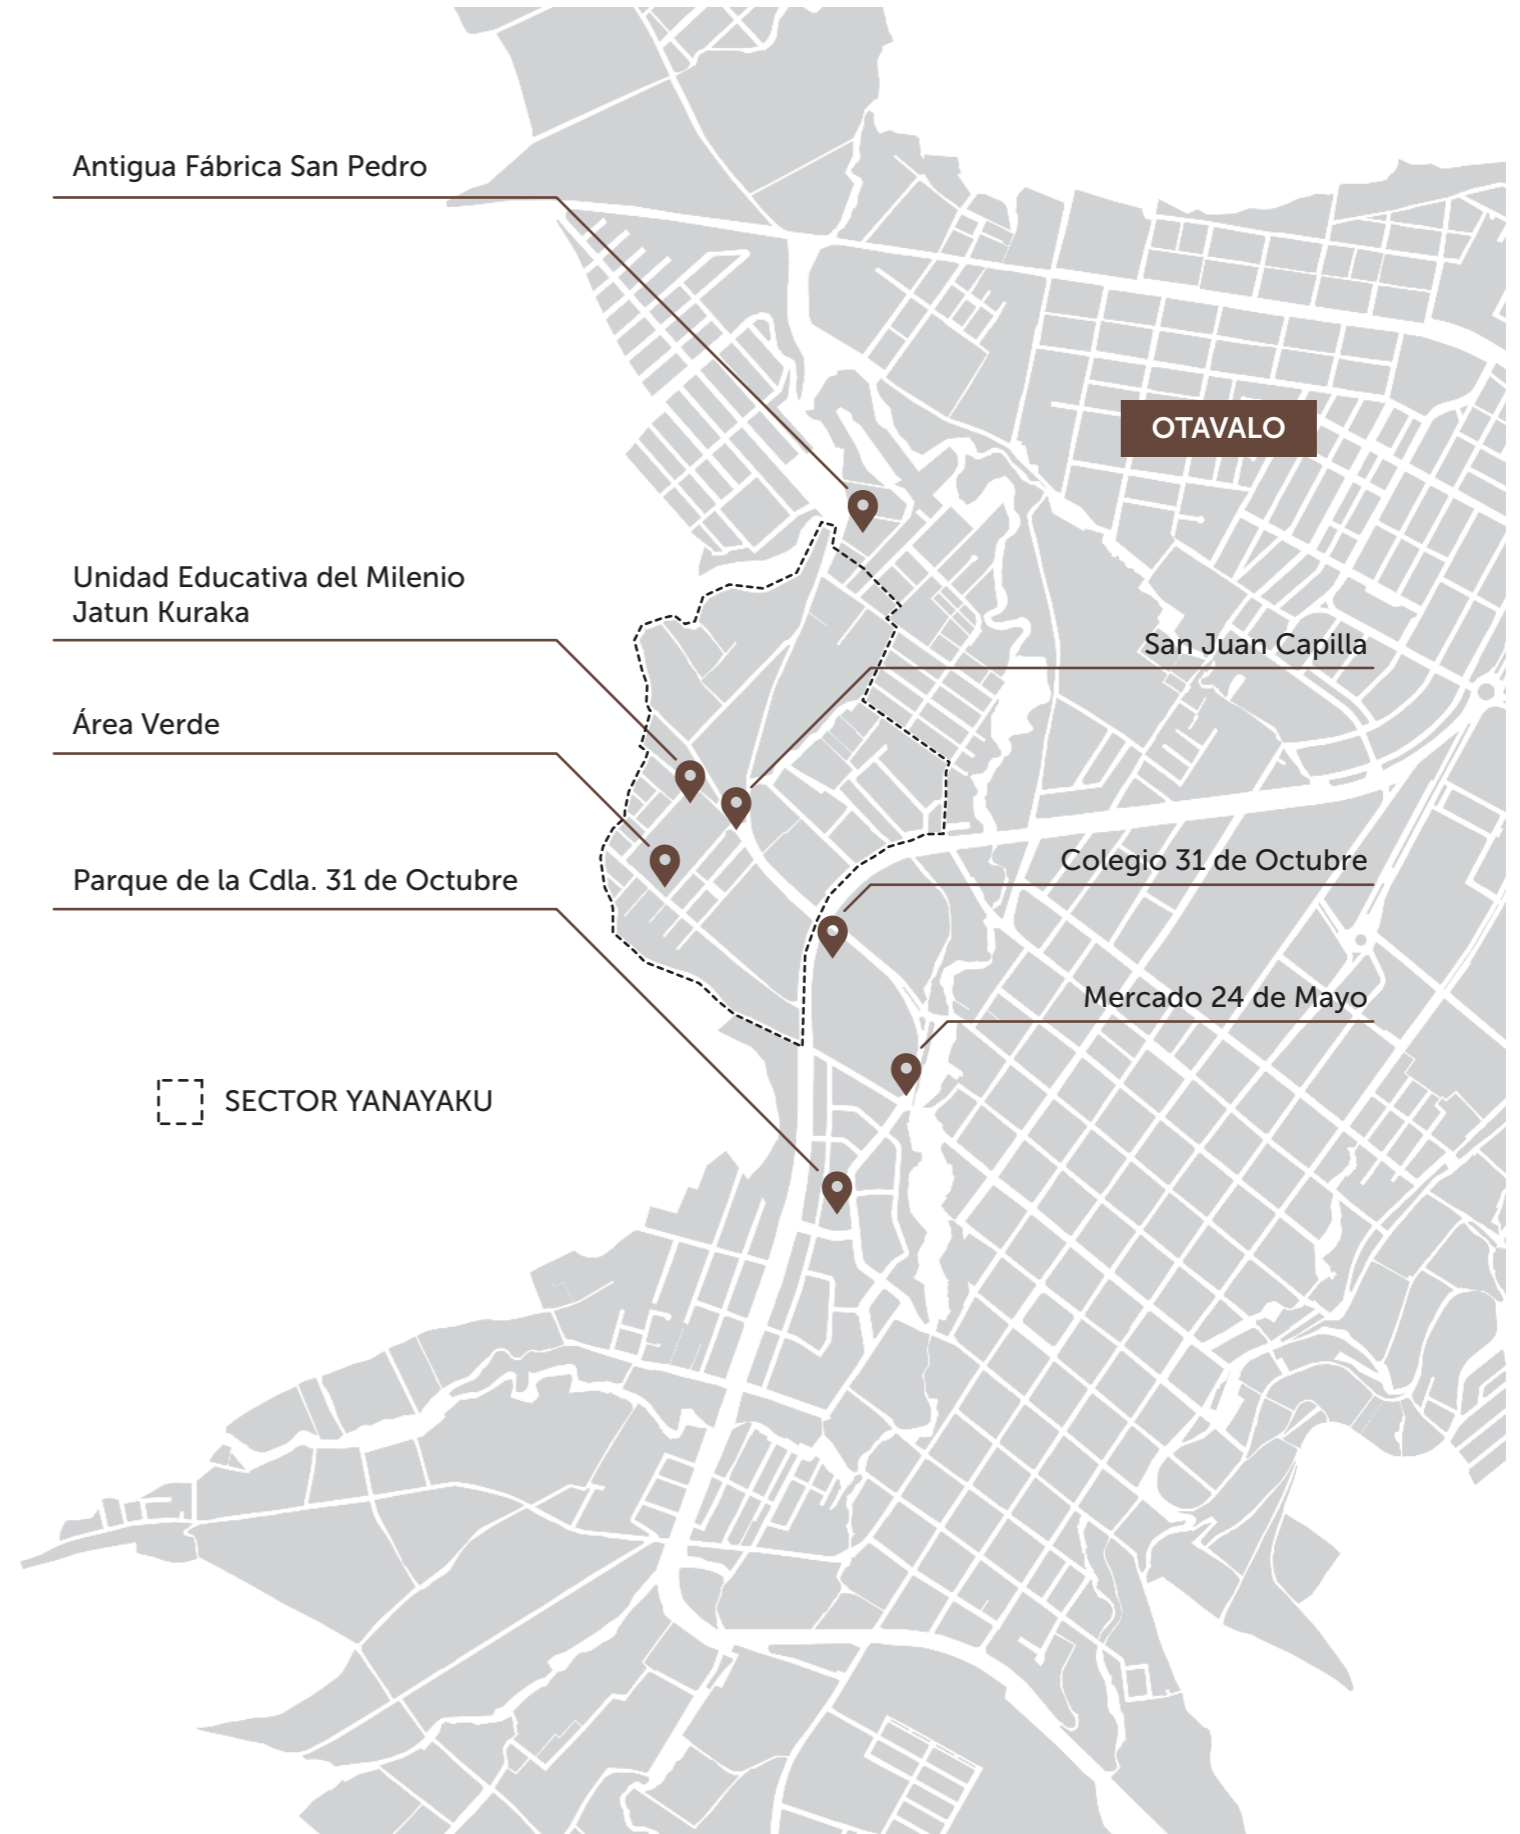 Antigua Fábrica San Pedro
OTAVALO
Unidad Educativa del Milenio
Jatun Kuraka
San Juan Capilla
Área Verde
Colegio 31 de Octubre
Parque de la Cdla. 31 de Octubre
Mercado 24 de Mayo
SECTOR YANAYAKU